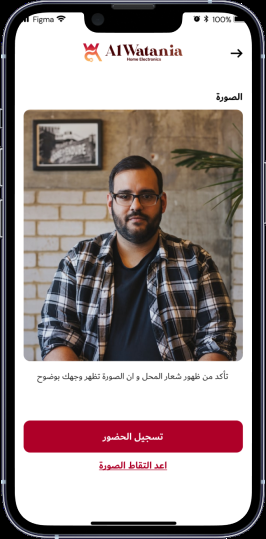 Figma 100%
AlWatania
Home Electronics
الصورة
تأكد من ظهور شعار المحل و ان الصورة تظهر وجهك بوضوح
تسجيل الحضور
اعد التقاط الصورة